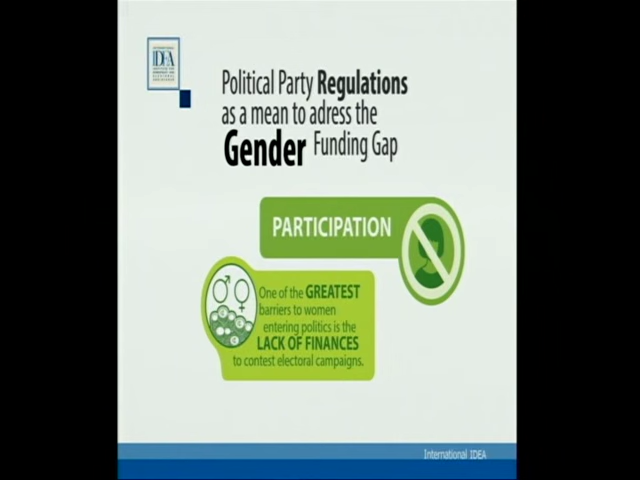 IDEA
Political Party Regulations
as a mean to adress the
Gender Funding Gap
PARTICIPATION
One of the GREATEST
barriers to women
entering politics is the
LACK OF FINANCES
to contest electoral campaigns.
International IDEA